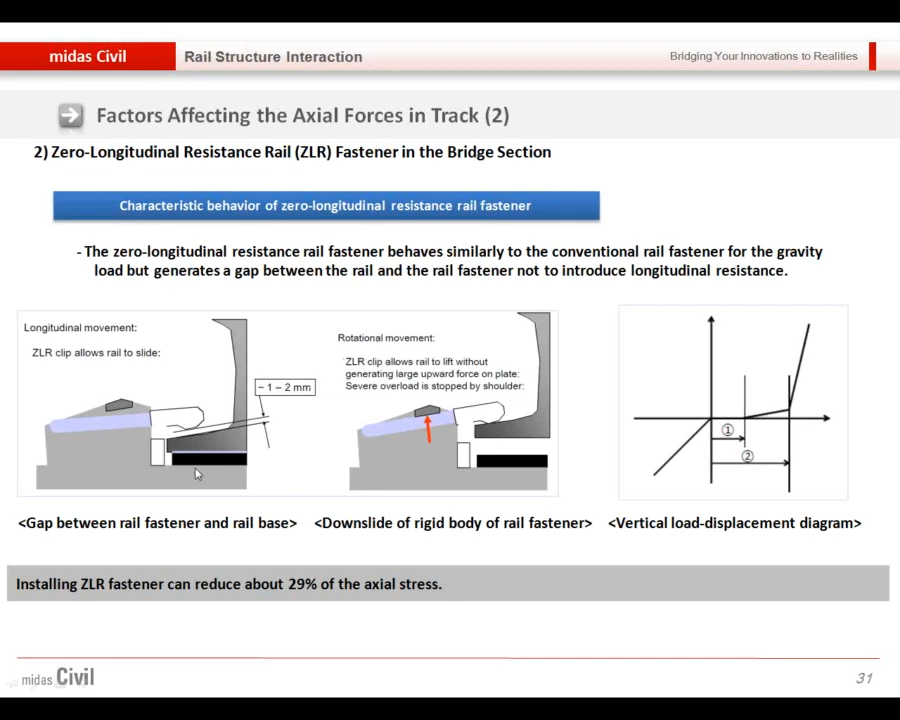 midas Civil
Rail Structure Interaction
Bridging Your Innovations to Realities
Factors Affecting the Axial Forces in Track (2)
2) Zero-Longitudinal Resistance Rail (ZLR) Fastener in the Bridge Section
Characteristic behavior of zero-longitudinal resistance rail fastener
- The zero-longitudinal resistance rail fastener behaves similarly to the conventional rail fastener for the gravity
load but generates a gap between the rail and the rail fastener not to introduce longitudinal resistance.
Longitudinal movement:
ZLR clip allows rail to slide:
~ 1 – 2 mm
Rotational movement:
ZLR clip allows rail to lift without
generating large upward force on plate:
Severe overload is stopped by shoulder:
①
②
<Gap between rail fastener and rail base>
<Downslide of rigid body of rail fastener>
<Vertical load-displacement diagram>
Installing ZLR fastener can reduce about 29% of the axial stress.
midas Civil
31